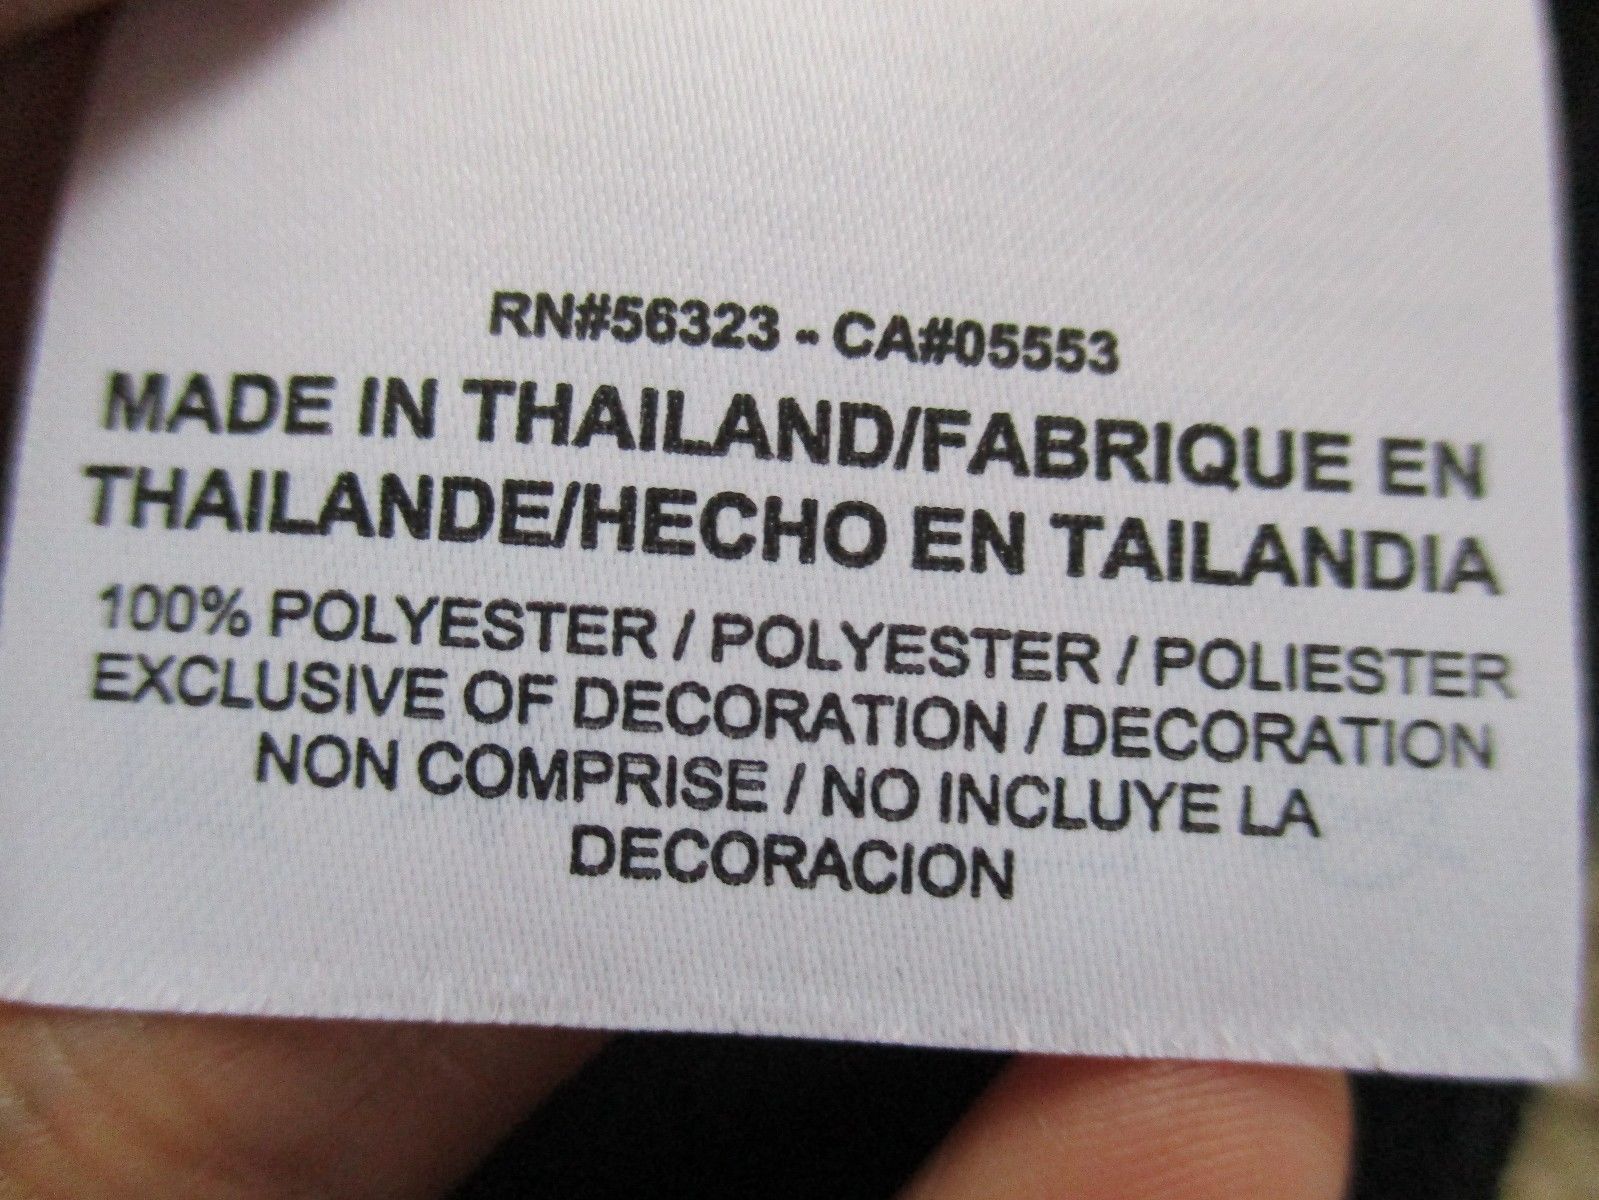 RN#56323 - CA#05553
MADE IN THAILAND/FABRIQUE EN
THAILANDE/HECHO EN TAILANDIA
100% POLYESTER / POLYESTER / POLIESTER
EXCLUSIVE OF DECORATION / DECORATION
NON COMPRISE / NO INCLUYE LA
DECORACION